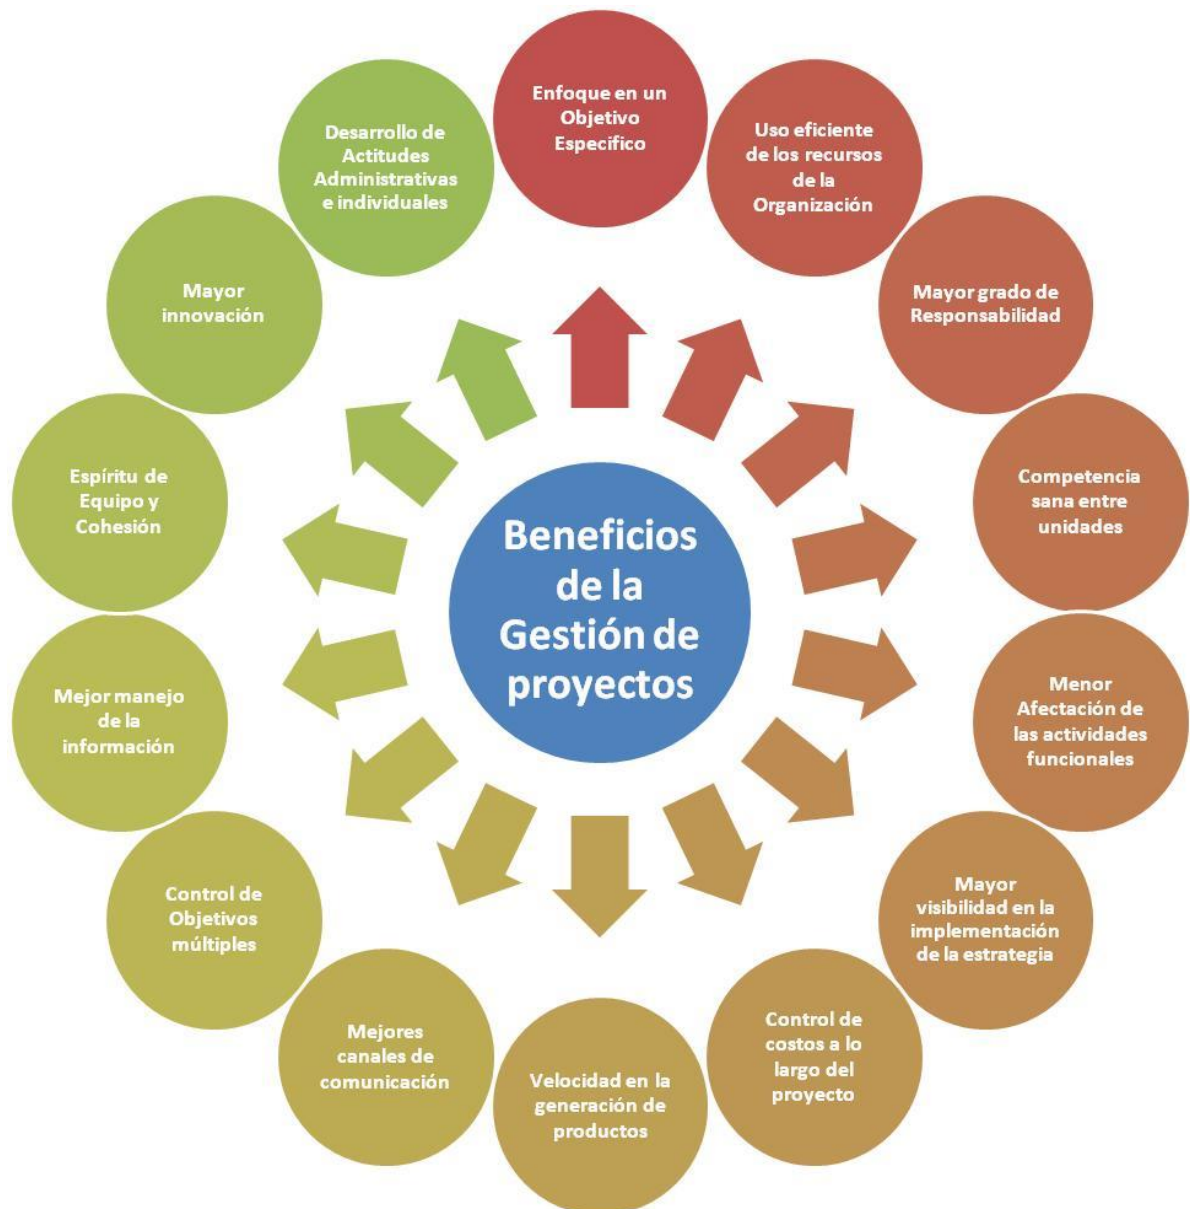 Beneficios
de la
Gestión de
proyectos
Enfoque en un
Objetivo
Especifico
Uso eficiente
de los recursos
de la
Organización
Mayor grado de
Responsabilidad
Competencia
sana entre
unidades
Menor
Afectación de
las actividades
funcionales
Mayor
visibilidad en la
implementación
de la estrategia
Control de
costos a lo
largo del
proyecto
Velocidad en la
generación de
productos
Mejores
canales de
comunicación
Control de
Objetivos
múltiples
Mejor manejo
de la
información
Espíritu de
Equipo y
Cohesión
Mayor
innovación
Desarrollo de
Actitudes
Administrativas
e individuales